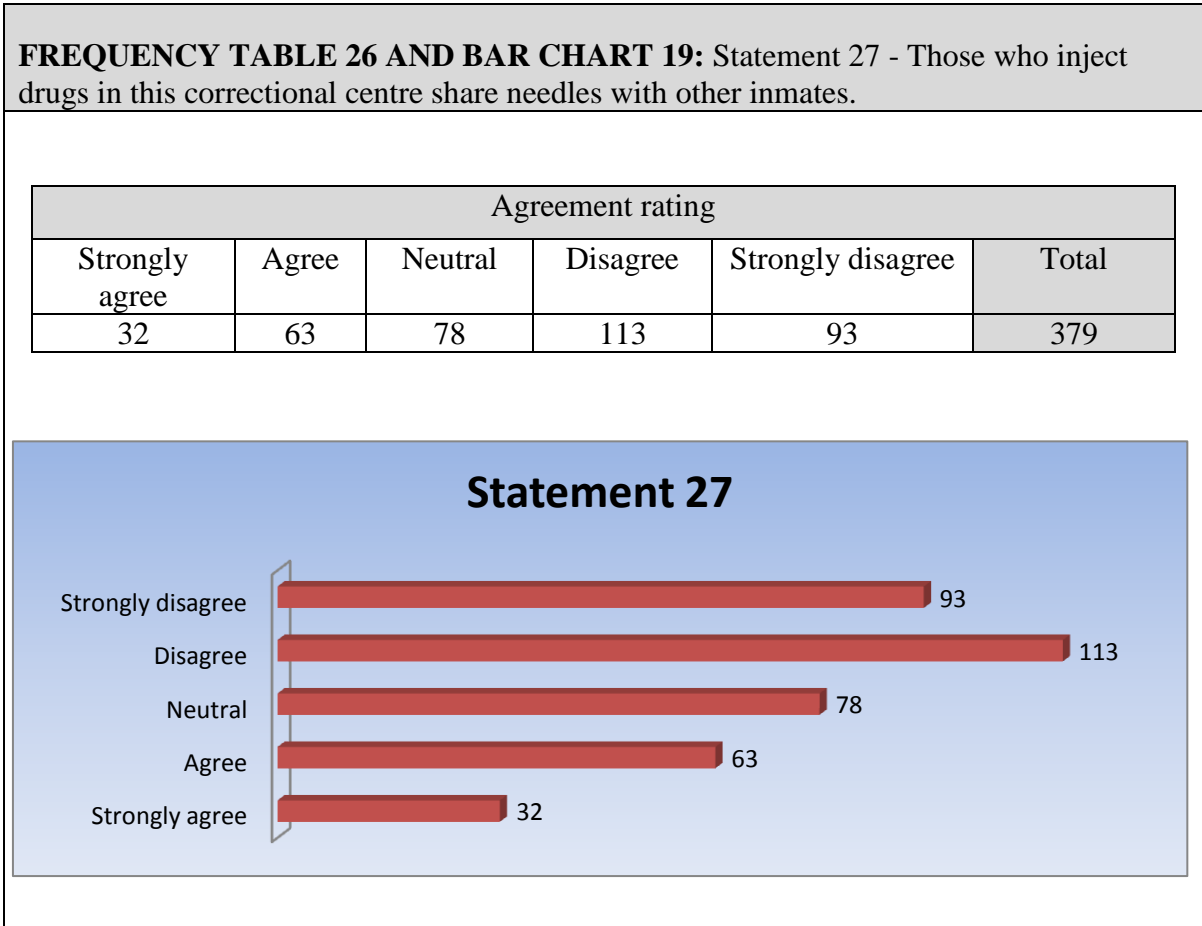 FREQUENCY TABLE 26 AND BAR CHART 19: Statement 27 - Those who inject
drugs in this correctional centre share needles with other inmates.
Agreement rating
Strongly agree Agree Neutral Disagree Strongly disagree Total
32 63 78 113 93 379
Statement 27
Strongly disagree 93
Disagree 113
Neutral 78
Agree 63
Strongly agree 32